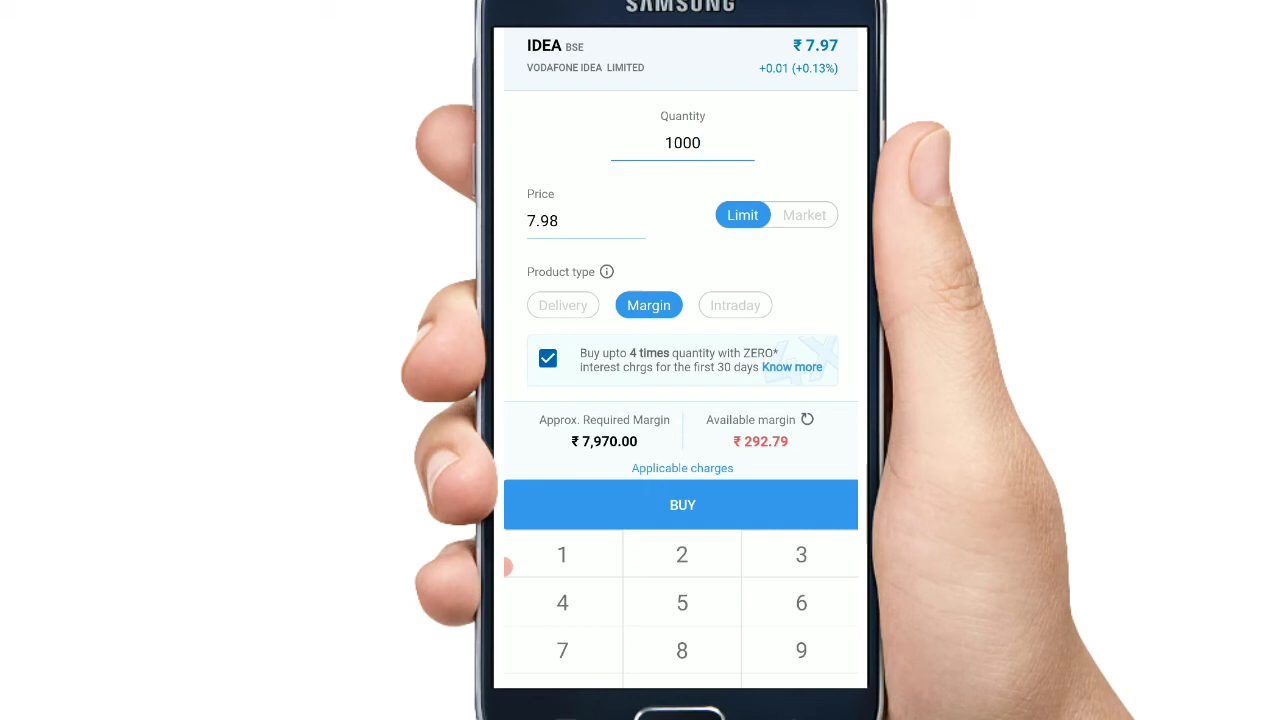 SAMSUNG
IDEA BSE ₹ 7.97
VODAFONE IDEA LIMITED +0.01 (+0.13%)
Quantity
1000
Price
7.98
Limit Market
Product type
Delivery Margin Intraday
Buy upto 4 times quantity with ZERO*
interest chrgs for the first 30 days Know more
4X
Approx. Required Margin Available margin
₹ 7,970.00 ₹ 292.79
Applicable charges
BUY
1 2 3
4 5 6
7 8 9